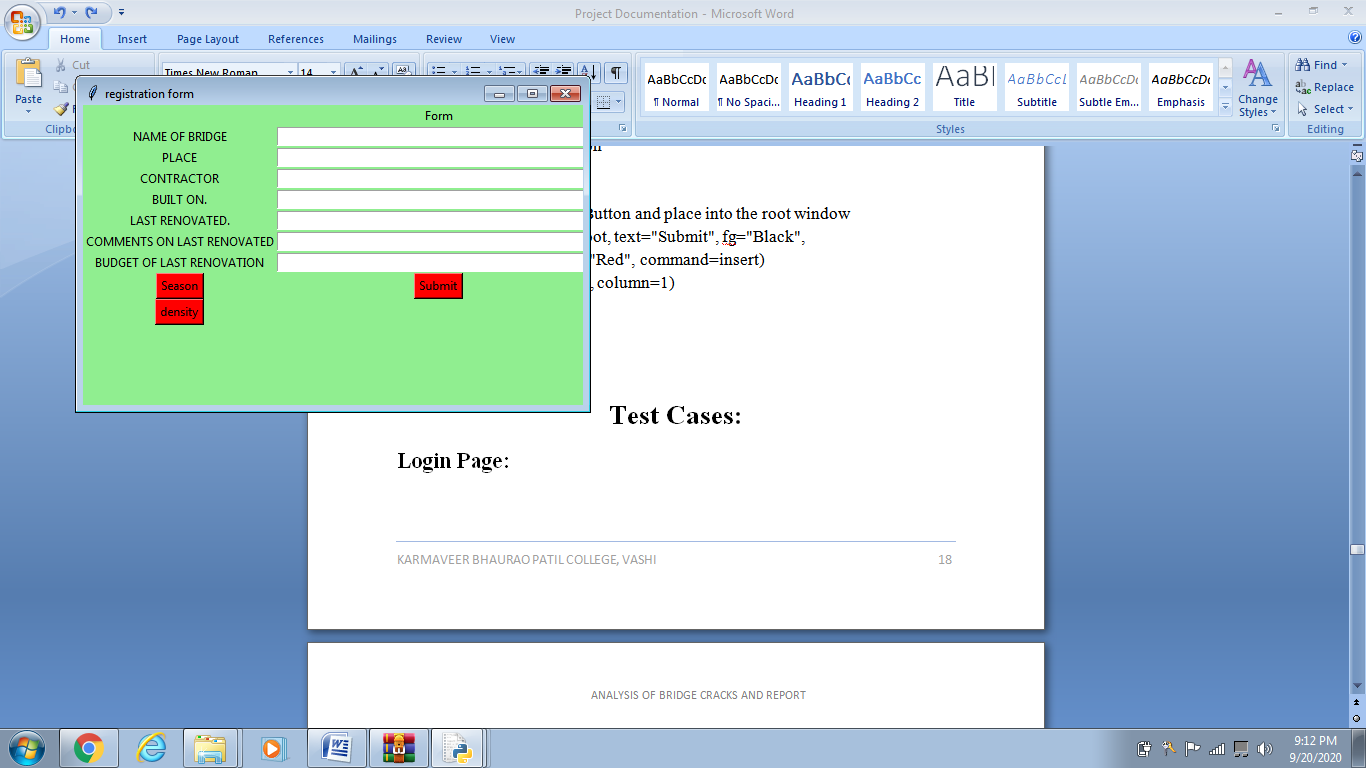 Project Documentation - Microsoft Word
Home Insert Page Layout References Mailings Review View
Cut
Paste
Times New Roman 14
AaBbCcDc AaBbCcDc AaBbCc AaBbCc AaBbCcL AaBbCcDc AaBbCcDc
¶ Normal ¶ No Spaci... Heading 1 Heading 2 Title Subtitle Subtle Em... Emphasis
Change Styles
Styles
Find
Replace
Select
Editing
registration form
Form
NAME OF BRIDGE
PLACE
CONTRACTOR
BUILT ON.
LAST RENOVATED.
COMMENTS ON LAST RENOVATED
BUDGET OF LAST RENOVATION
Season Submit
density
Button and place into the root window
text="Submit", fg="Black",
"Red", command=insert)
, column=1)
Test Cases:
Login Page:
KARMAVEER BHAURAO PATIL COLLEGE, VASHI 18
ANALYSIS OF BRIDGE CRACKS AND REPORT
9:12 PM
9/20/2020